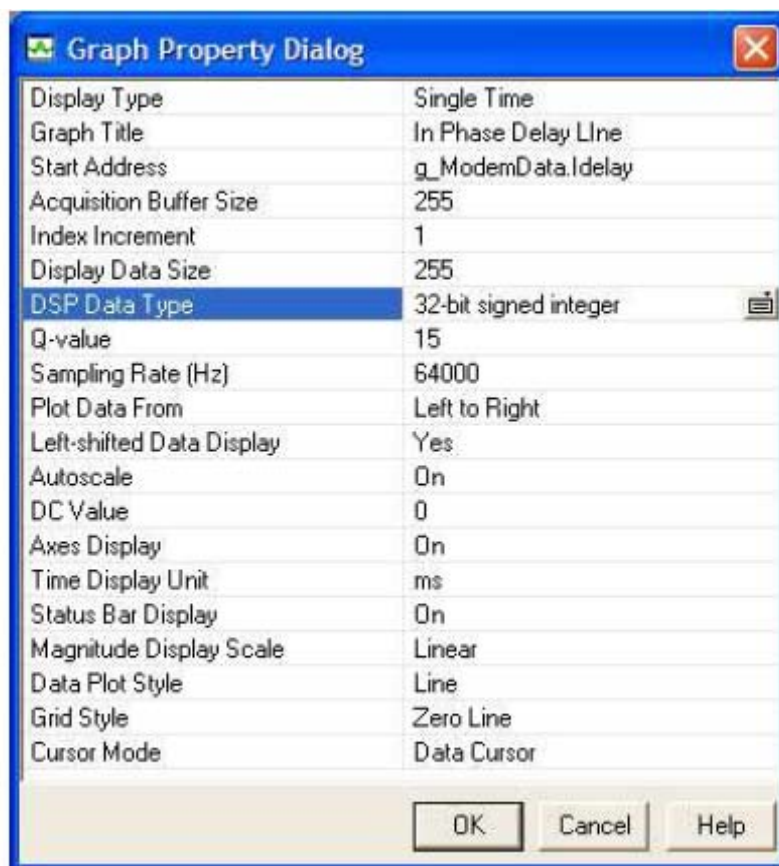 Graph Property Dialog
Display Type Single Time
Graph Title In Phase Delay LIne
Start Address g_ModemData.Idelay
Acquisition Buffer Size 255
Index Increment 1
Display Data Size 255
DSP Data Type 32-bit signed integer
Q-value 15
Sampling Rate (Hz) 64000
Plot Data From Left to Right
Left-shifted Data Display Yes
Autoscale On
DC Value 0
Axes Display On
Time Display Unit ms
Status Bar Display On
Magnitude Display Scale Linear
Data Plot Style Line
Grid Style Zero Line
Cursor Mode Data Cursor
OK Cancel Help